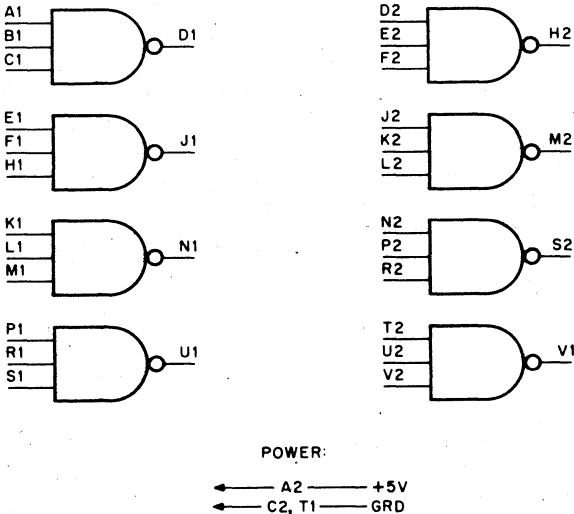 A1
B1
C1
D1
D2
E2
F2
H2
E1
F1
H1
J1
J2
K2
L2
M2
K1
L1
M1
N1
N2
P2
R2
S2
P1
R1
S1
U1
T2
U2
V2
V1
POWER:
A2 +5V
C2, T1 GRD